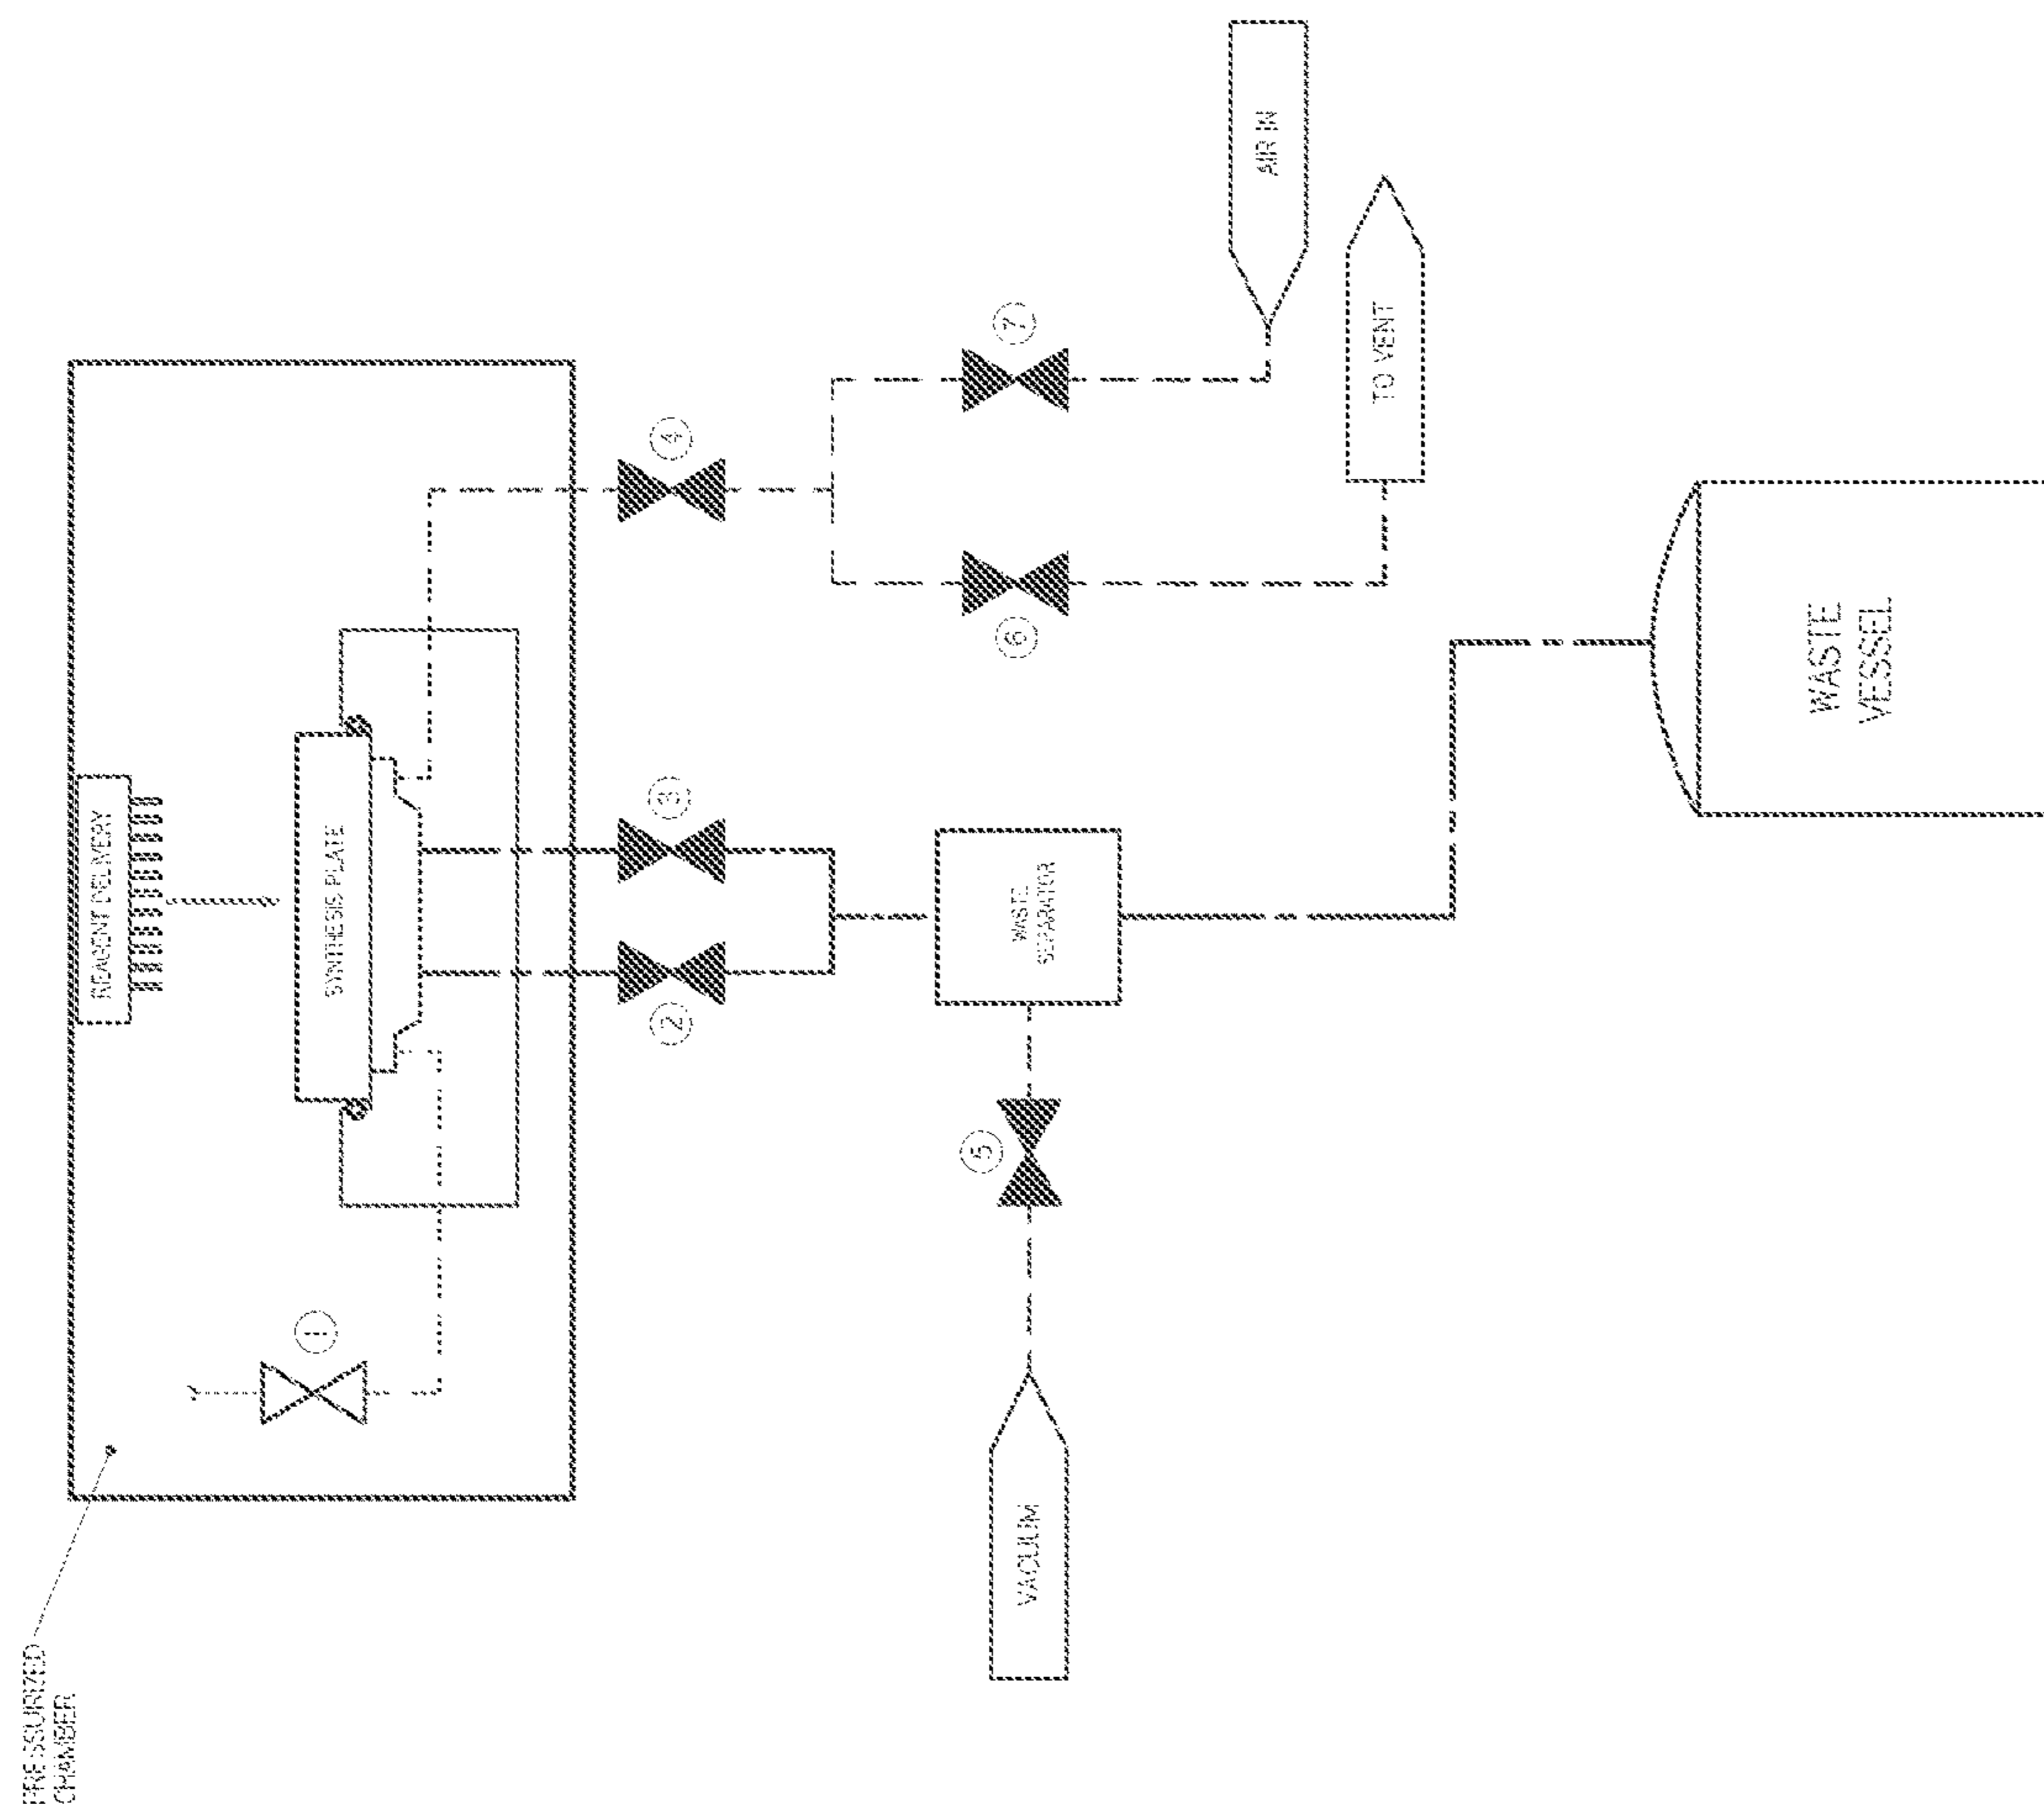 PRESSURIZED
CHAMBER
REAGENT DELIVERY
SYNTHESIS PLATE
1
2
3
4
5
6
7
AIR IN
TO VENT
WASTE
SEPARATOR
VACUUM
WASTE
VESSEL